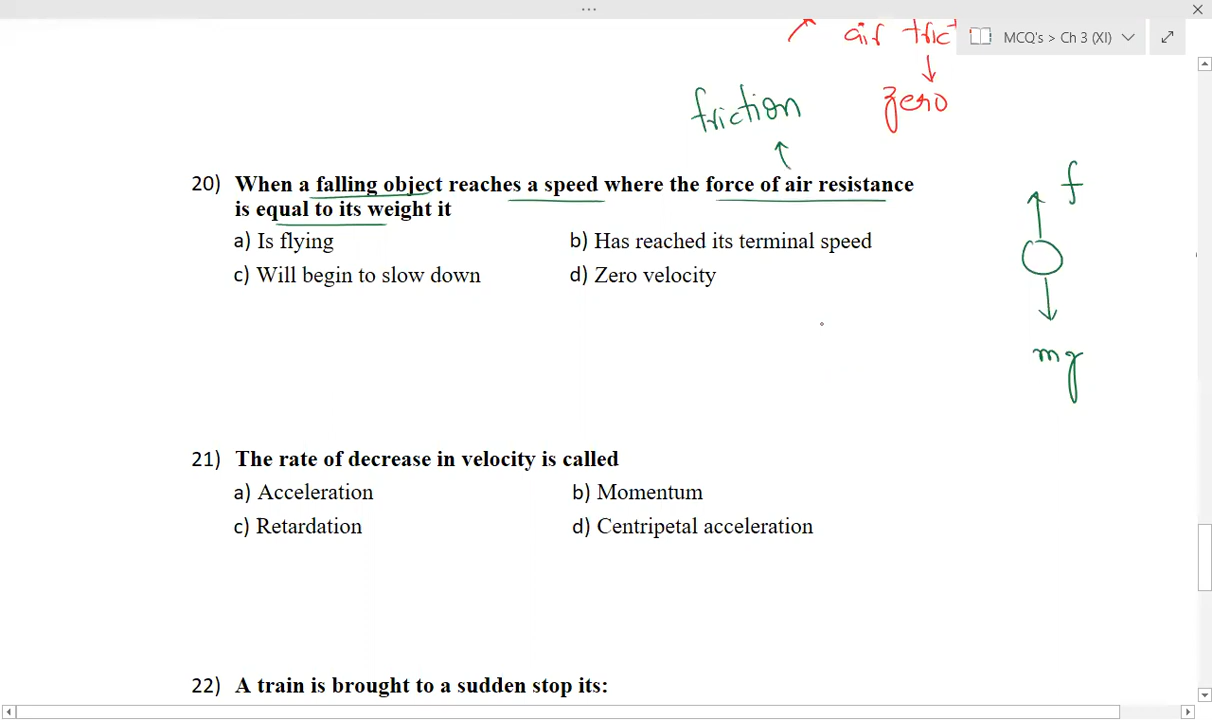 air fric
MCQ's > Ch 3 (XI)
zero
friction
f
20) When a falling object reaches a speed where the force of air resistance
is equal to its weight it
a) Is flying
b) Has reached its terminal speed
c) Will begin to slow down
d) Zero velocity
mg
21) The rate of decrease in velocity is called
a) Acceleration
b) Momentum
c) Retardation
d) Centripetal acceleration
22) A train is brought to a sudden stop its: